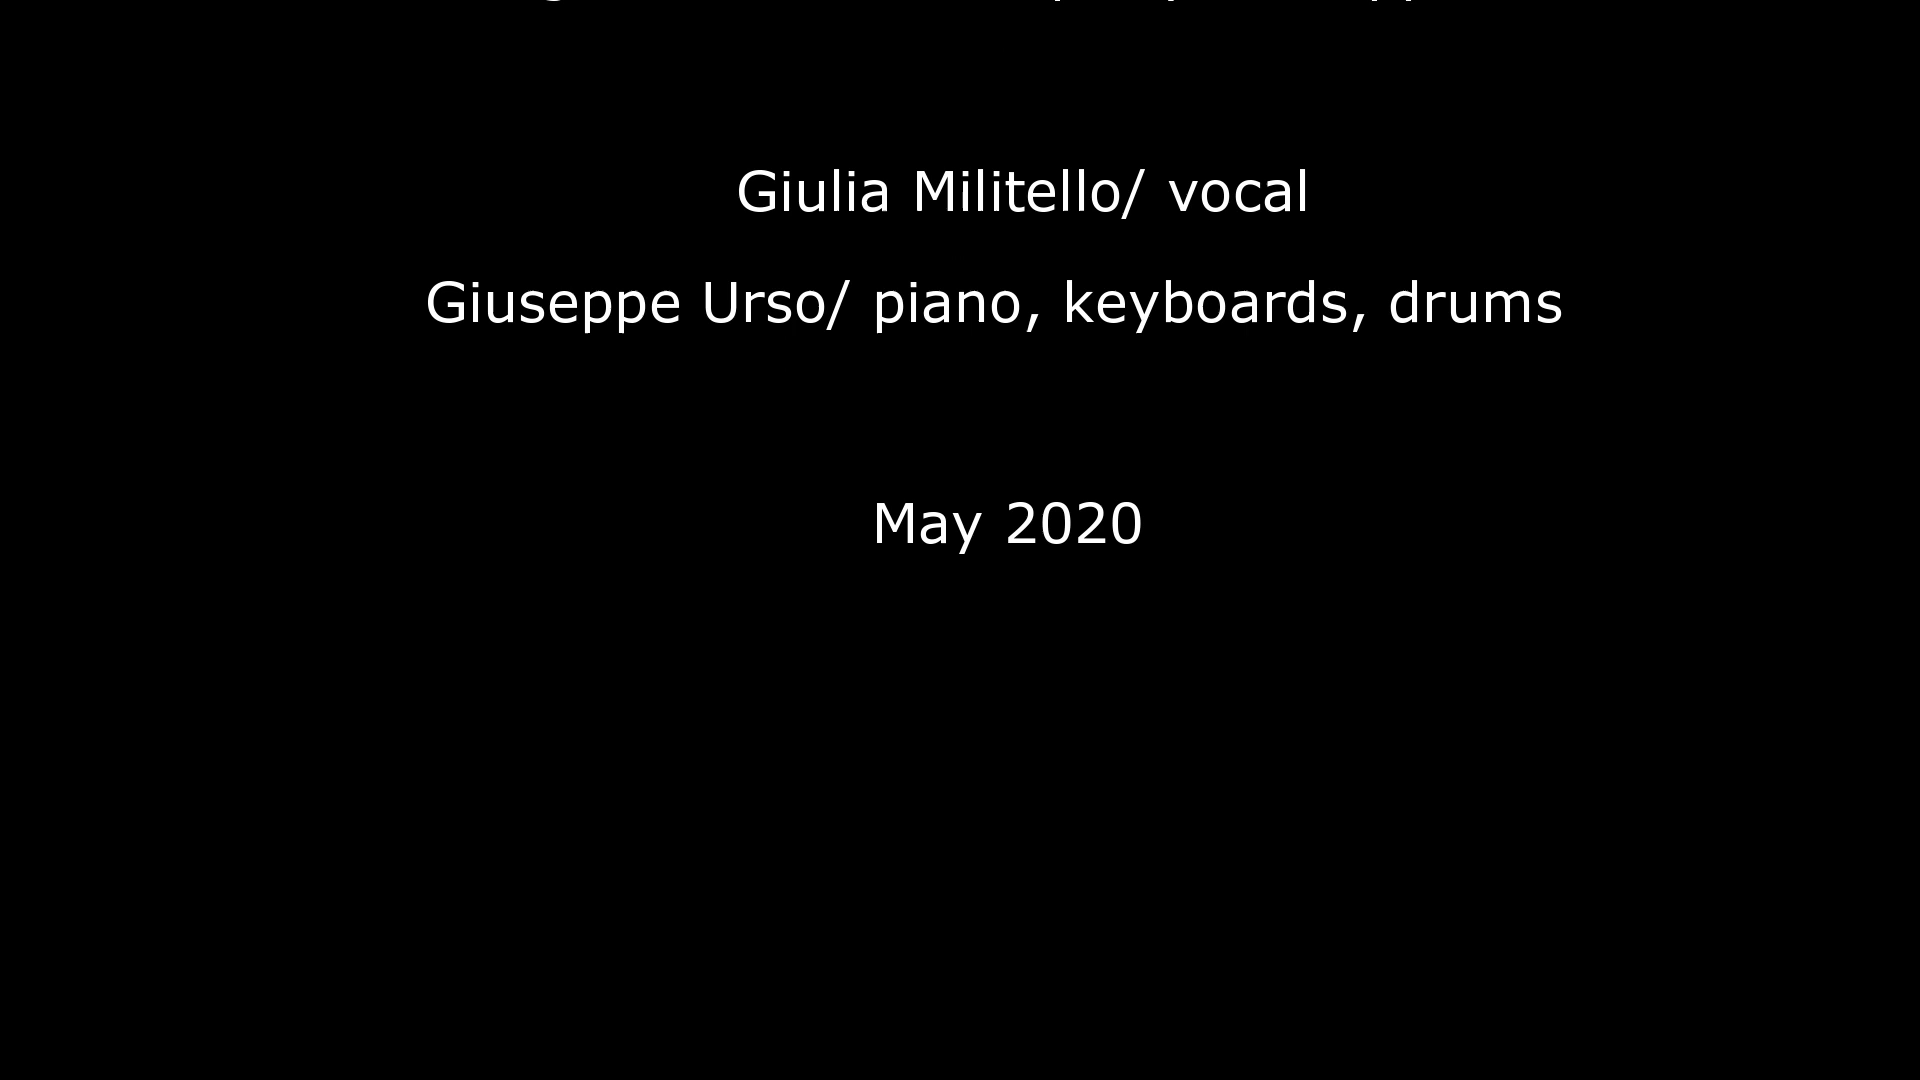 Giulia Militello/ vocal
Giuseppe Urso/ piano, keyboards, drums
May 2020